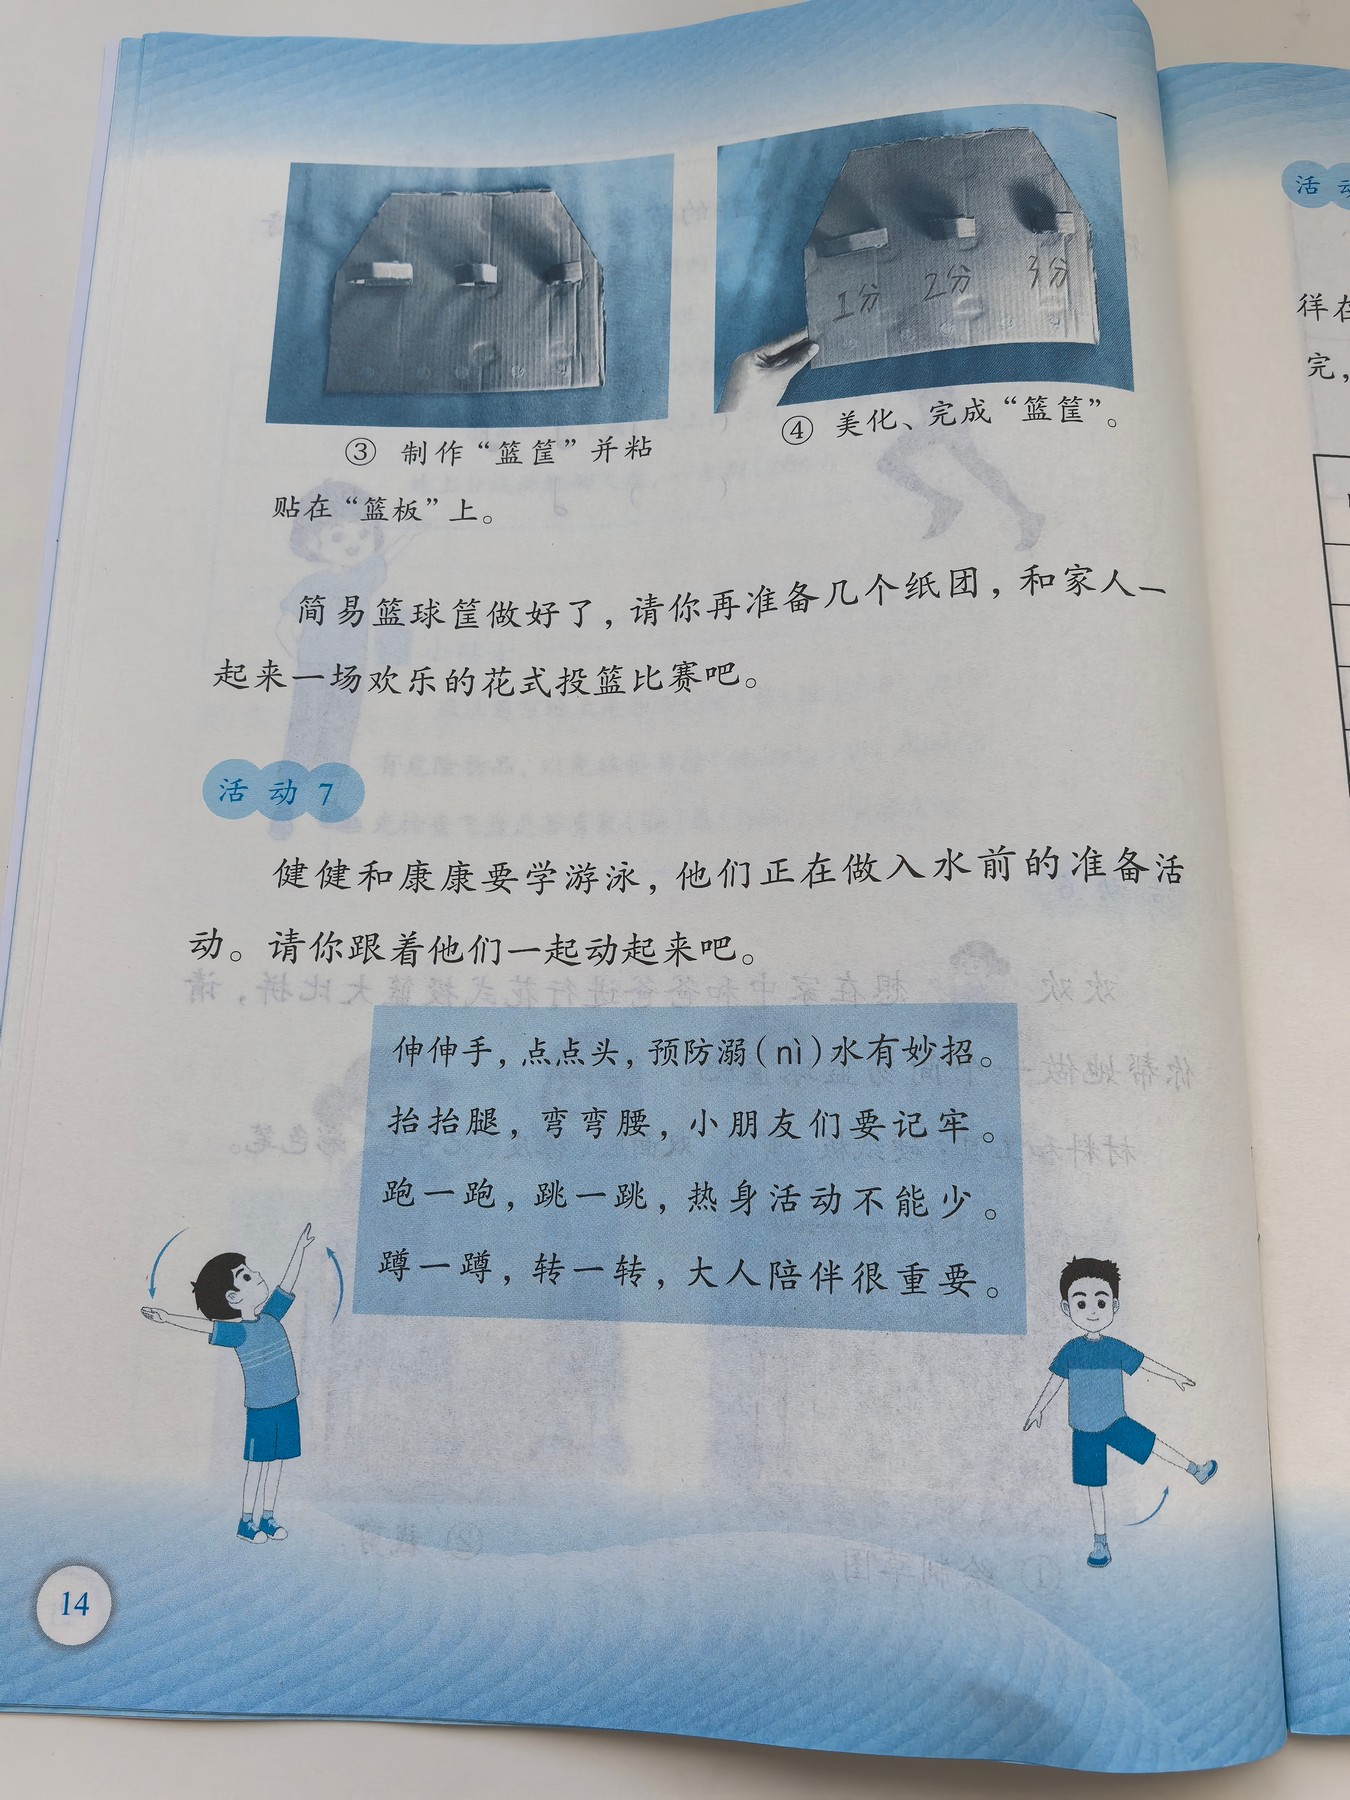 1分 2分 3分
③ 制作“篮筐”并粘
贴在“篮板”上。
④ 美化、完成“篮筐”。
简易篮球筐做好了，请你再准备几个纸团，和家人一
起来一场欢乐的花式投篮比赛吧。
活动7
健健和康康要学游泳，他们正在做入水前的准备活
动。请你跟着他们一起动起来吧。
伸伸手，点点头，预防溺(nì)水有妙招。
抬抬腿，弯弯腰，小朋友们要记牢。
跑一跑，跳一跳，热身活动不能少。
蹲一蹲，转一转，大人陪伴很重要。
14
活动
样在
完，